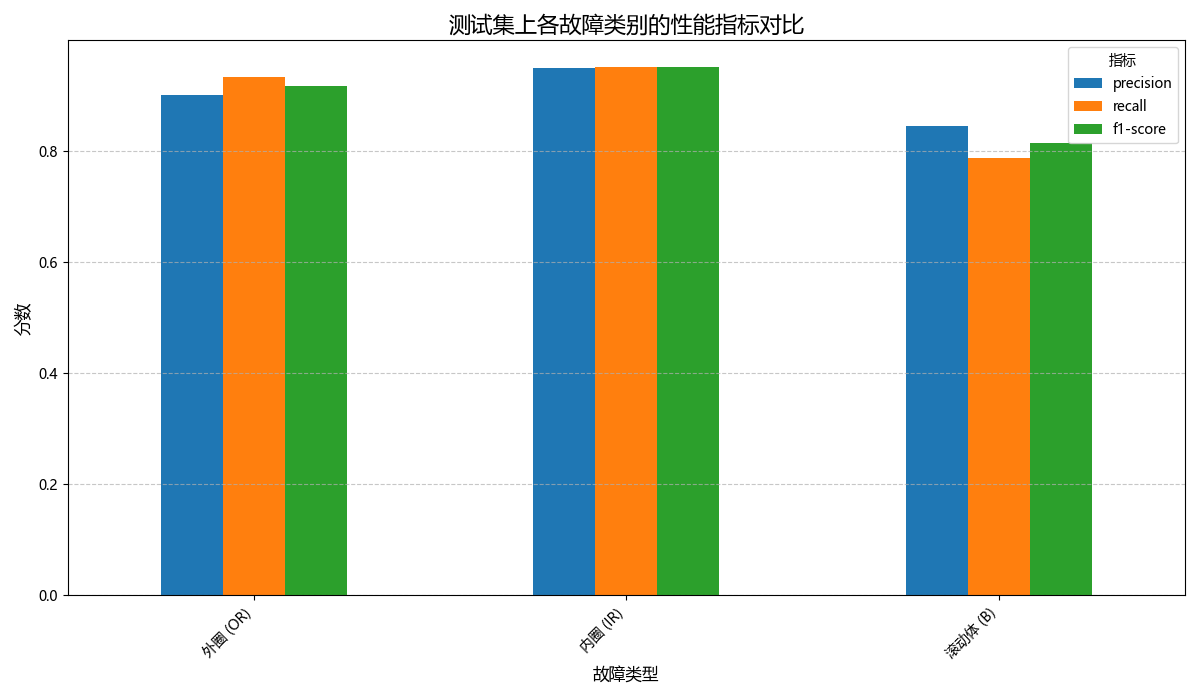 测试集上各故障类别的性能指标对比
指标
precision
recall
f1-score
0.8
0.6
0.4
0.2
0.0
分数
外圈 (OR)
内圈 (IR)
滚动体 (B)
故障类型